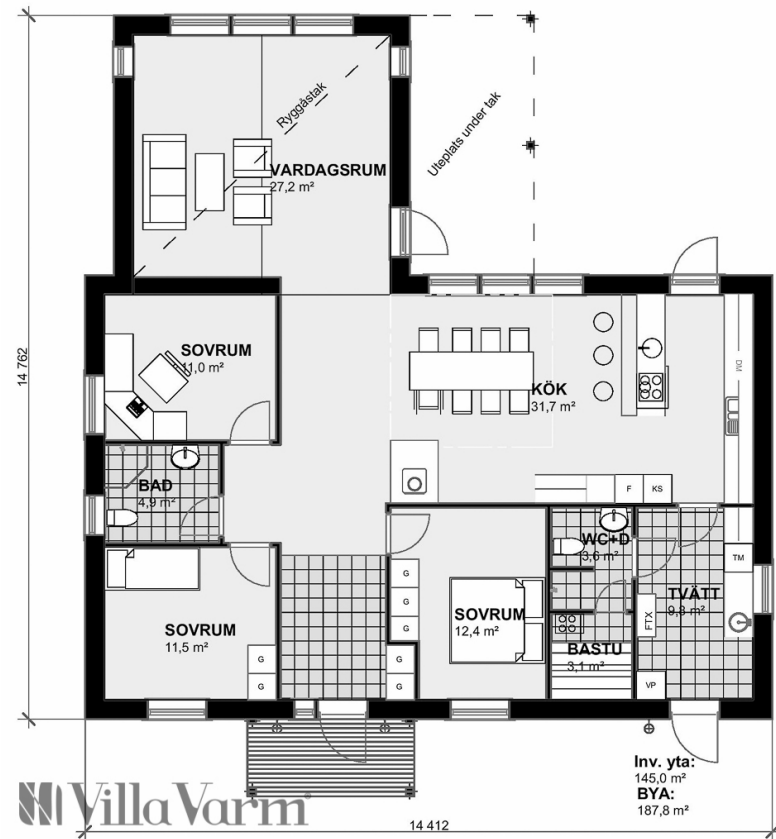 Ryggåstak
Uteplats under tak
VARDAGSRUM
27,2 m²
14 762
SOVRUM
11,0 m²
DM
KÖK
31,7 m²
BAD
4,9 m²
F
KS
WC+D
3,6 m²
TM
G
G
G
TVÄTT
9,8 m²
FTX
SOVRUM
12,4 m²
SOVRUM
11,5 m²
BASTU
3,1 m²
G
G
G
G
VP
Inv. yta:
145,0 m²
BYA:
187,8 m²
VillaVarm
14 412